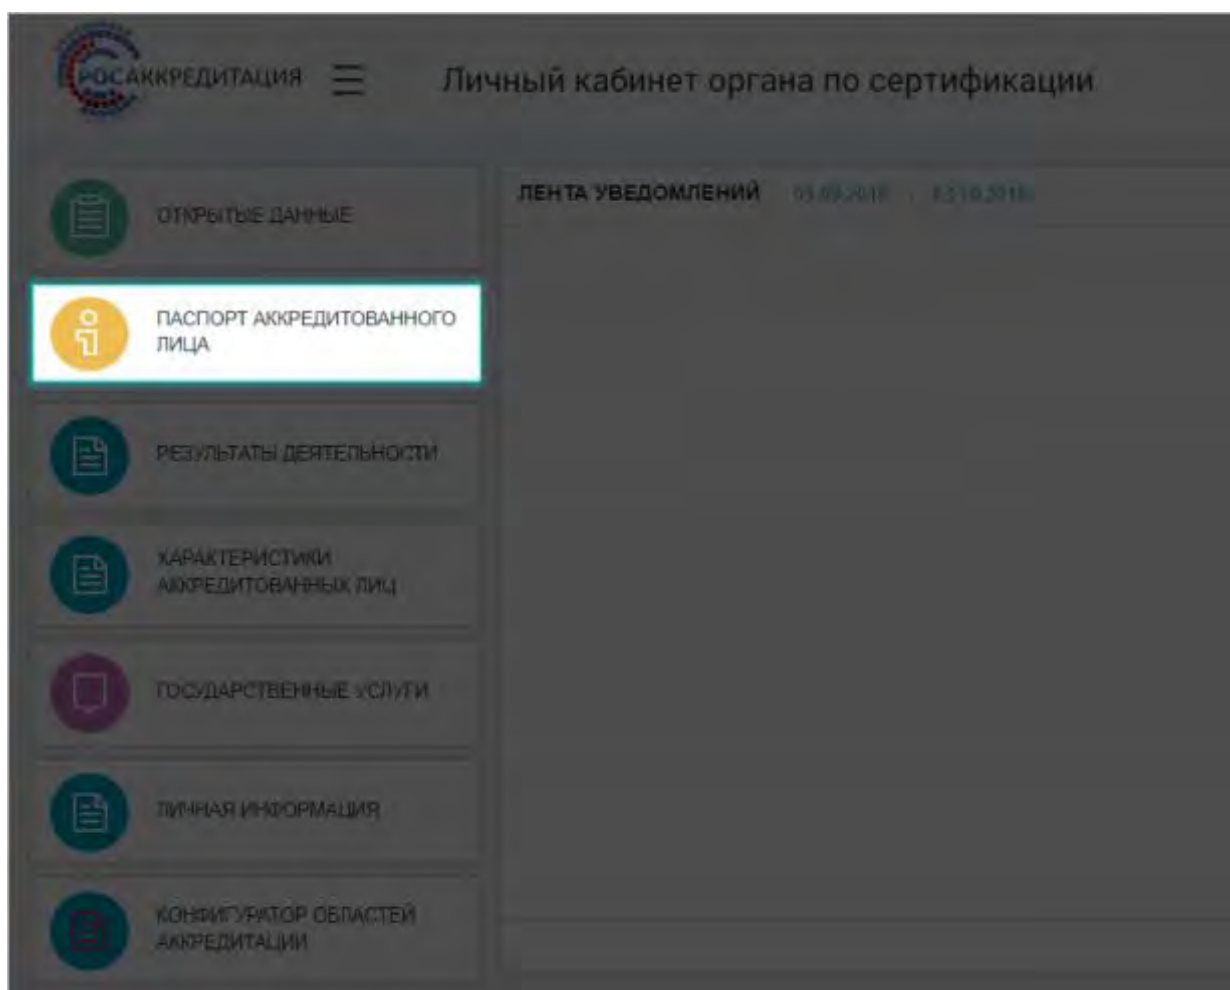 РОСАККРЕДИТАЦИЯ
Личный кабинет органа по сертификации
ОТКРЫТЫЕ ДАННЫЕ
ЛЕНТА УВЕДОМЛЕНИЙ
ПАСПОРТ АККРЕДИТОВАННОГО
ЛИЦА
РЕЗУЛЬТАТЫ ДЕЯТЕЛЬНОСТИ
ХАРАКТЕРИСТИКИ
АККРЕДИТОВАННЫХ ЛИЦ
ГОСУДАРСТВЕННЫЕ УСЛУГИ
ЛИЧНАЯ ИНФОРМАЦИЯ
КОНФИГУРАТОР ОБЛАСТЕЙ
АККРЕДИТАЦИИ